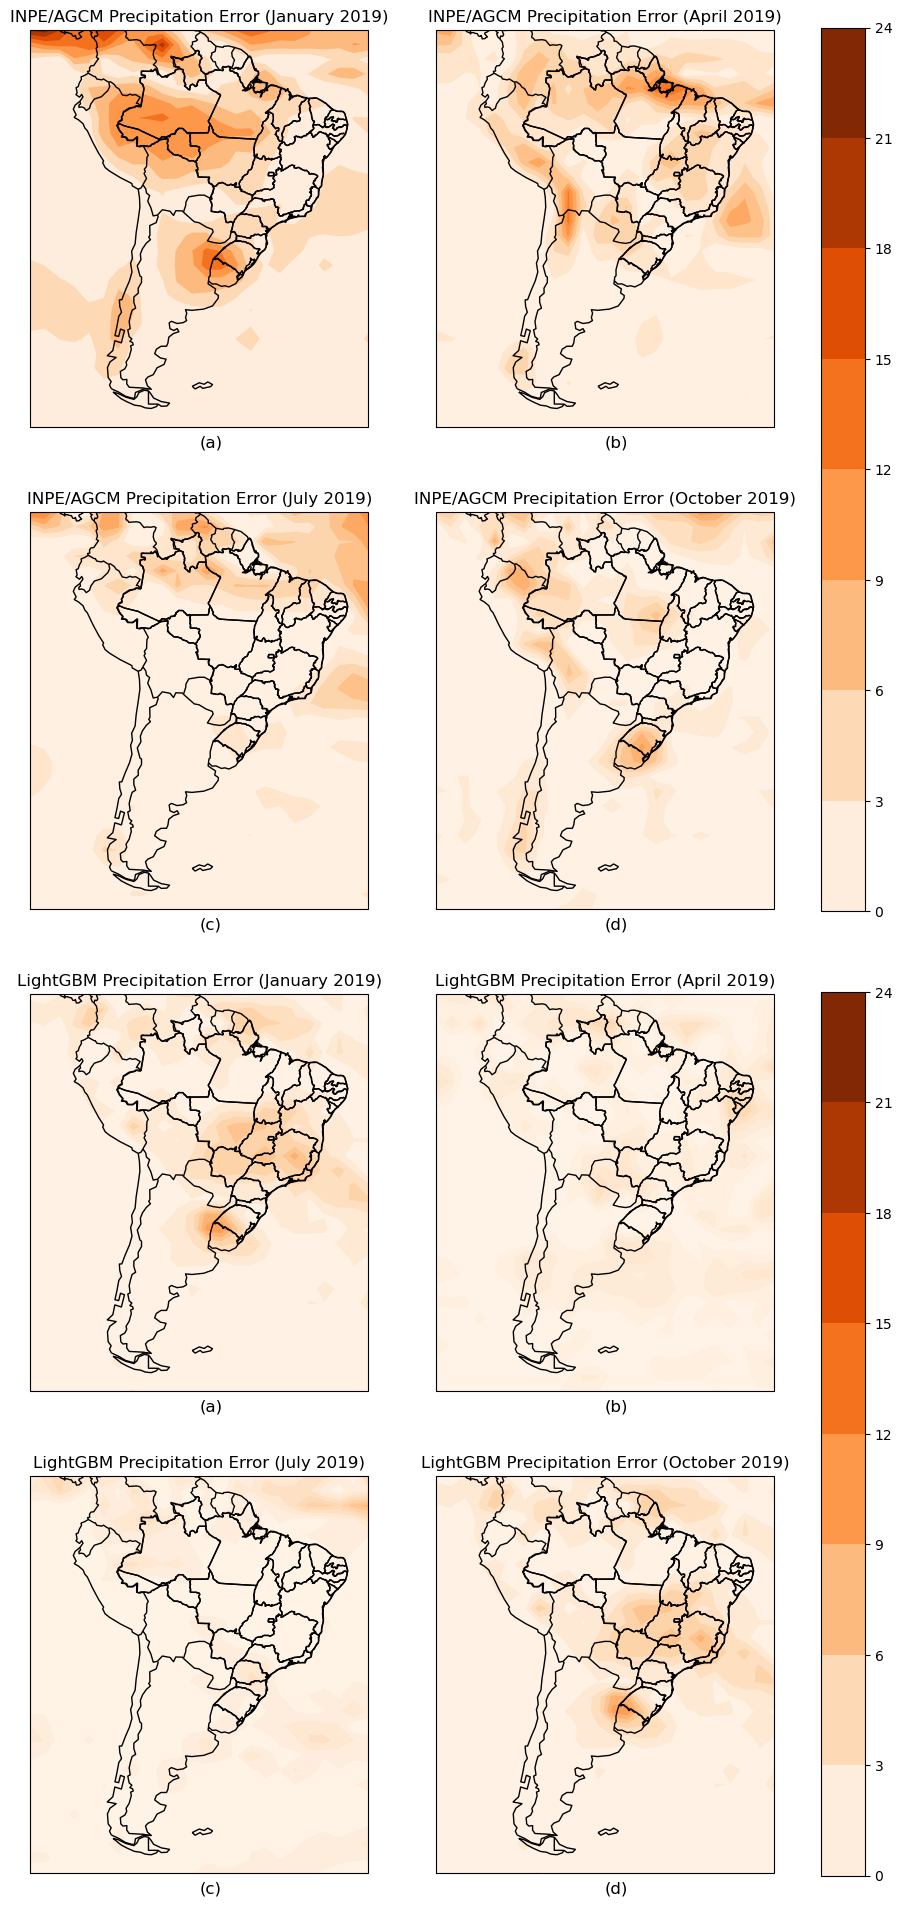 INPE/AGCM Precipitation Error (January 2019)
INPE/AGCM Precipitation Error (April 2019)
24
21
18
15
12
9
6
3
0
(a)
(b)
INPE/AGCM Precipitation Error (July 2019)
INPE/AGCM Precipitation Error (October 2019)
(c)
(d)
LightGBM Precipitation Error (January 2019)
LightGBM Precipitation Error (April 2019)
24
21
18
15
12
9
6
3
0
(a)
(b)
LightGBM Precipitation Error (July 2019)
LightGBM Precipitation Error (October 2019)
(c)
(d)